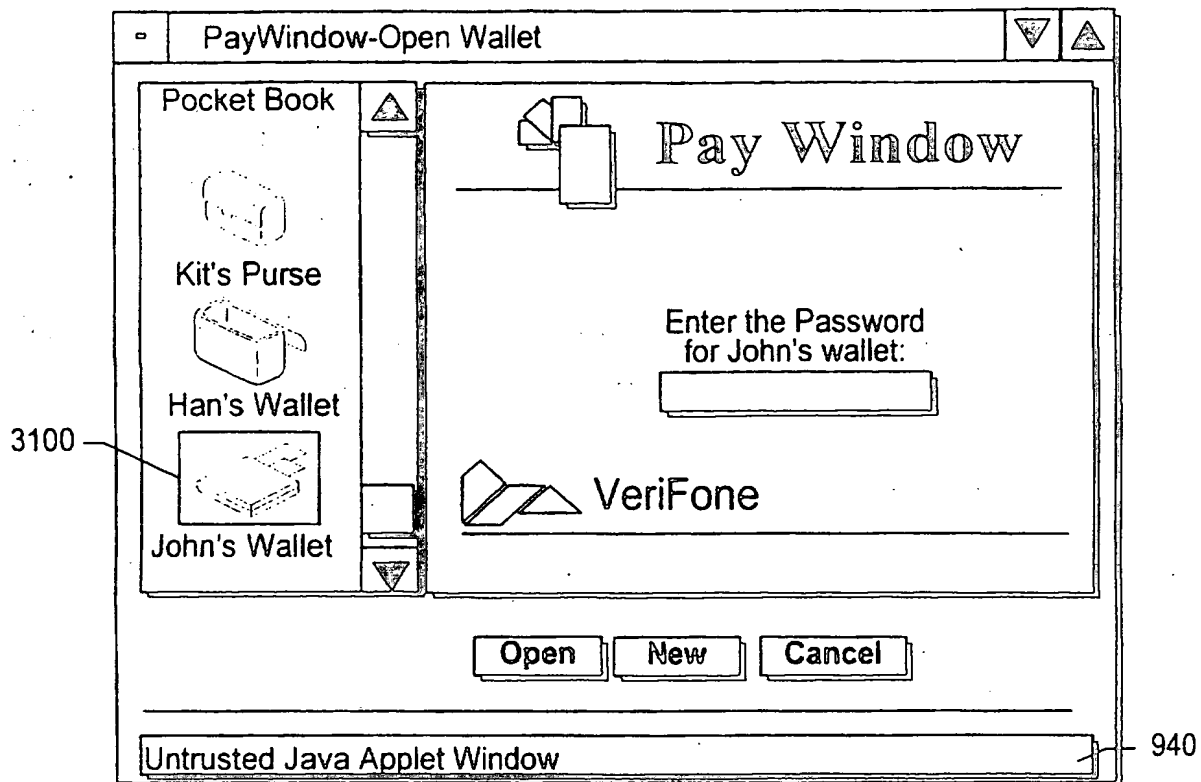 PayWindow-Open Wallet
Pocket Book
Kit's Purse
Han's Wallet
3100
John's Wallet
Pay Window
Enter the Password
for John's wallet:
VeriFone
Open New Cancel
Untrusted Java Applet Window
940